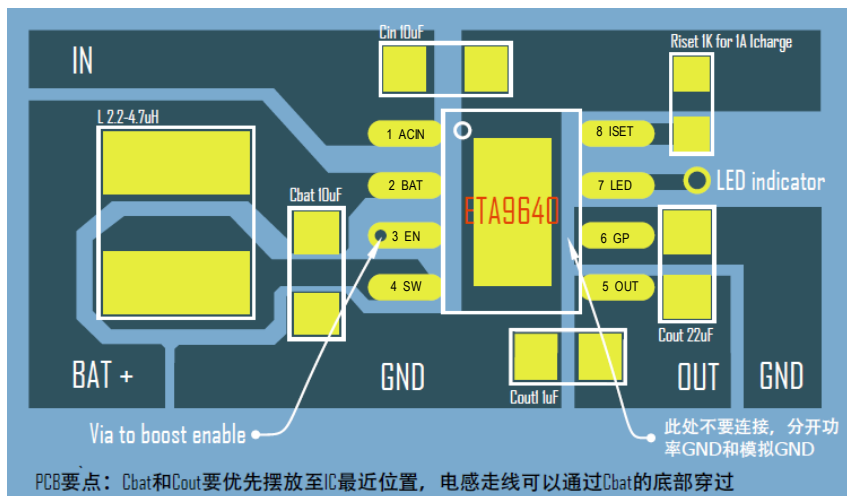 Cin 10uF
Riset 1K for 1A Icharge
IN
L 2.2-4.7uH
1 ACIN
8 ISET
Cbat 10uF
2 BAT
7 LED
LED indicator
ETA9640
3 EN
6 GP
4 SW
5 OUT
Cout 22uF
BAT +
GND
OUT
GND
Cout1 1uF
Via to boost enable
此处不要连接，分开功
率GND和模拟GND
PCB要点：Cbat和Cout要优先摆放至IC最近位置，电感走线可以通过Cbat的底部穿过